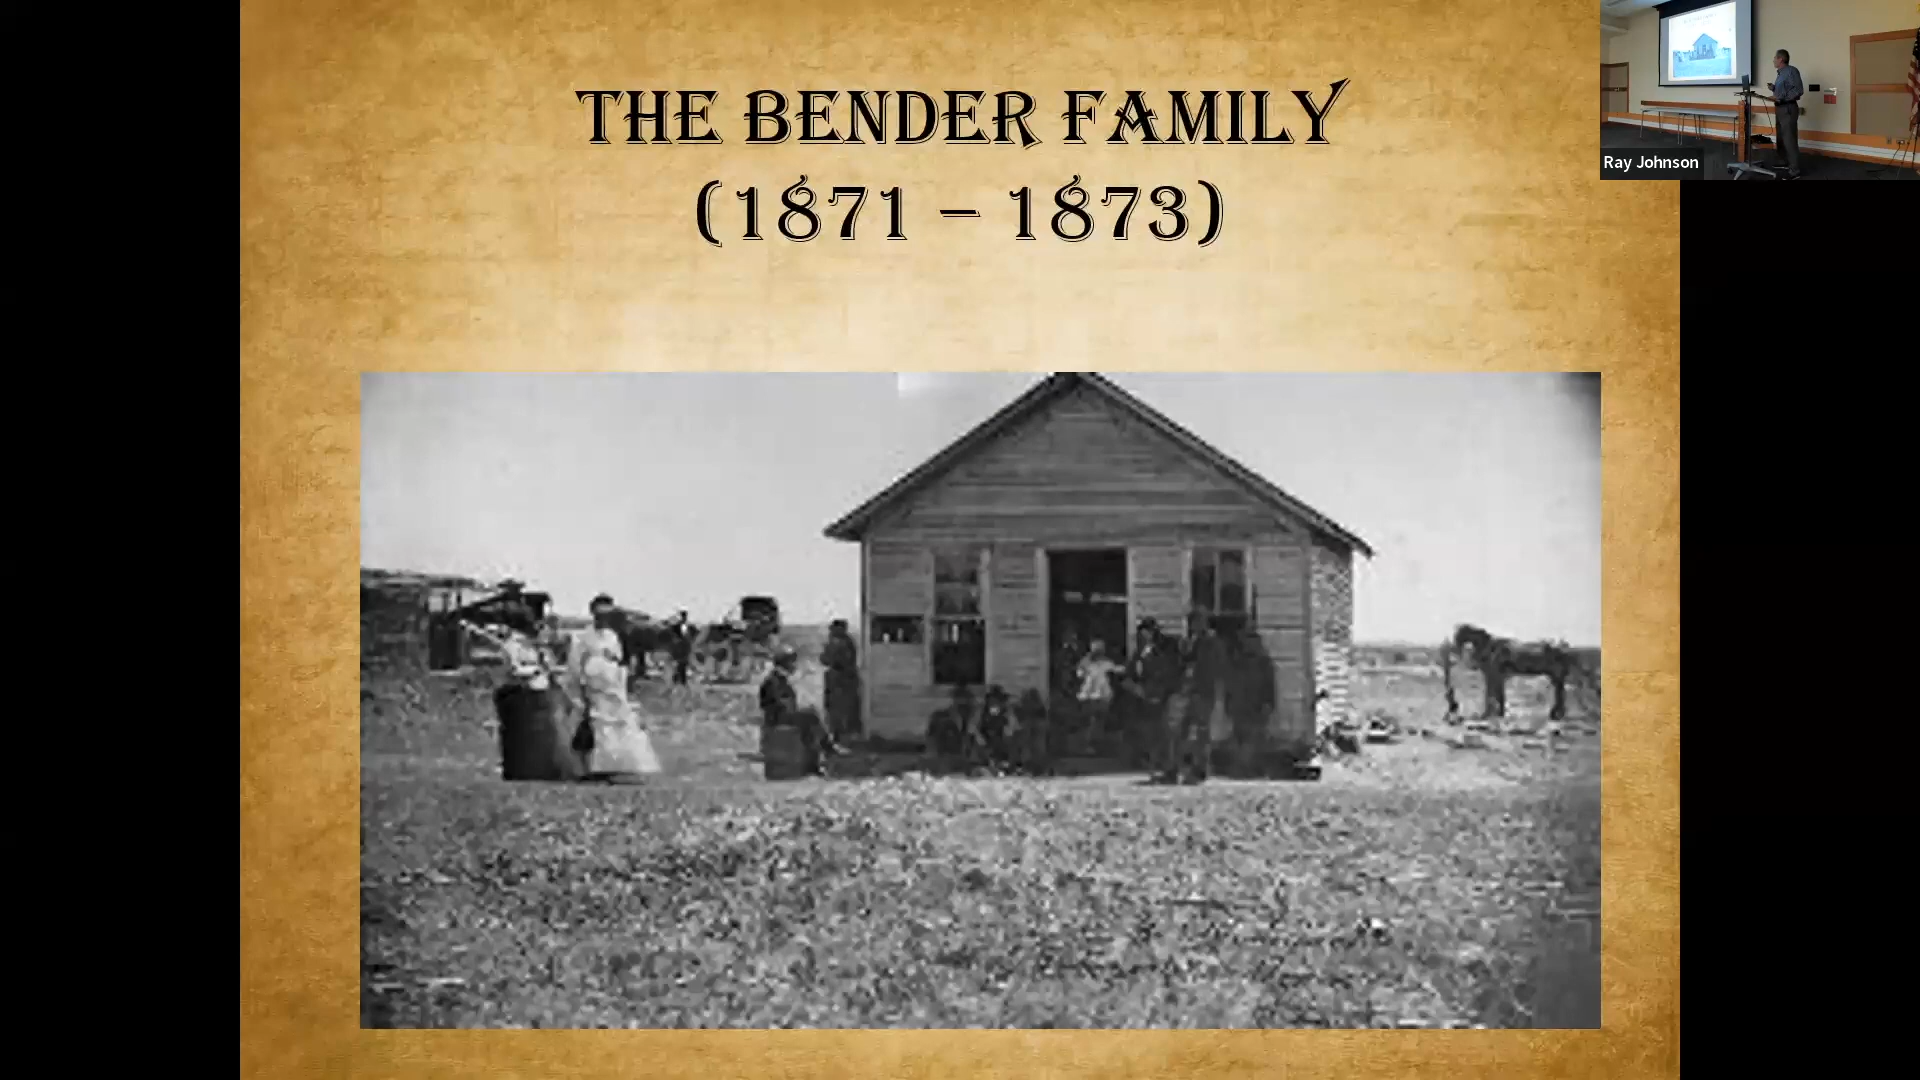 THE BENDER FAMILY
(1871 – 1873)
Ray Johnson